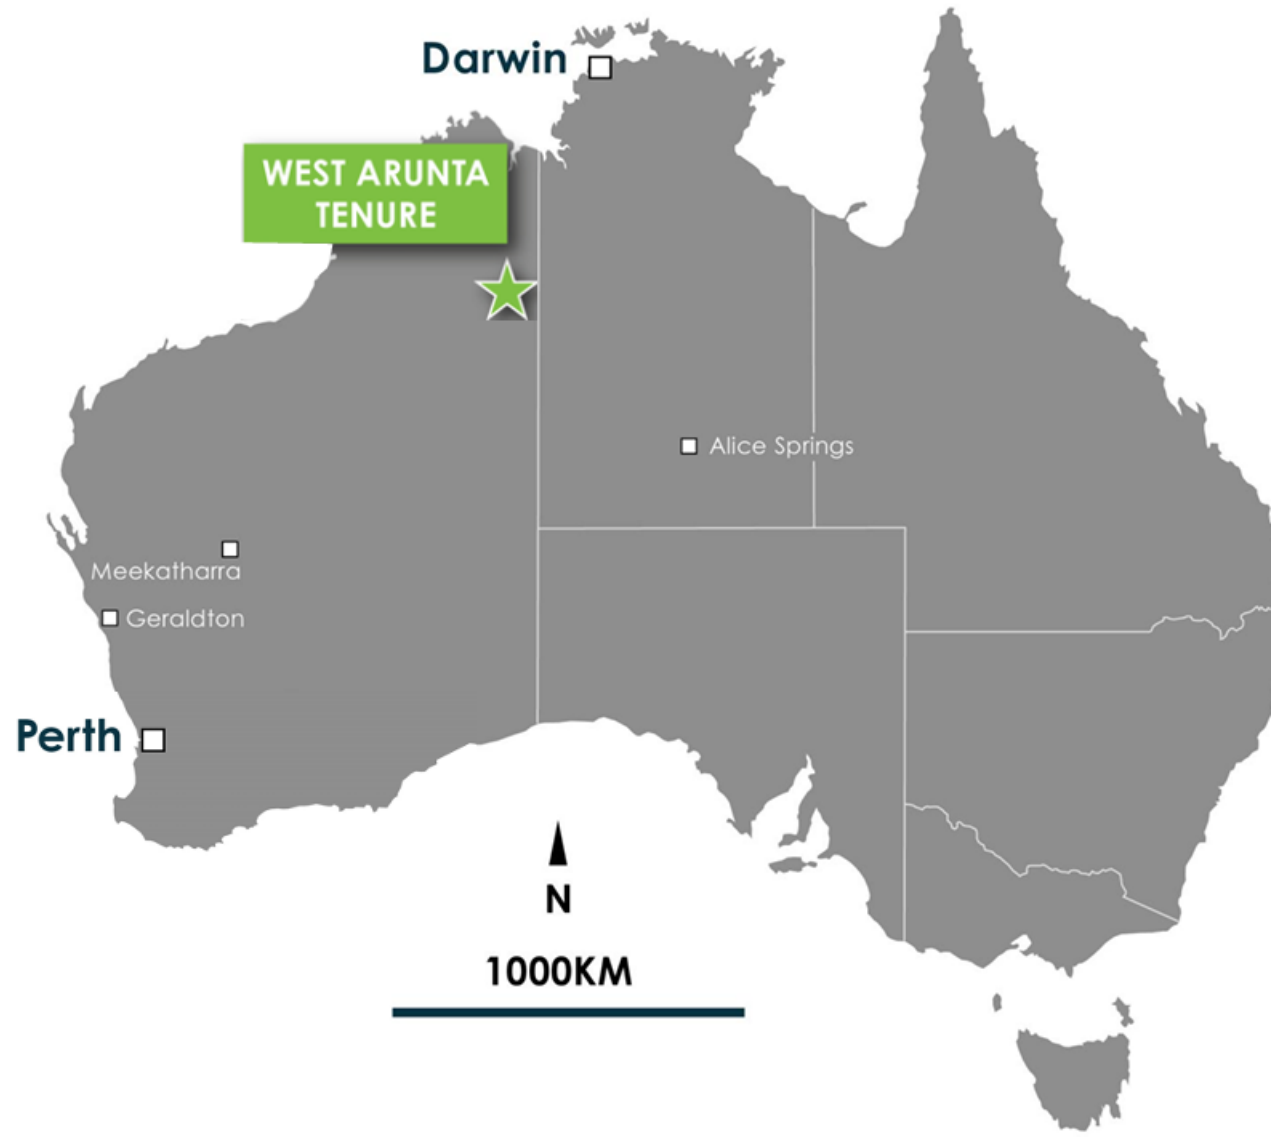 Darwin
WEST ARUNTA
TENURE
Alice Springs
Meekatharra
Geraldton
Perth
N
1000KM